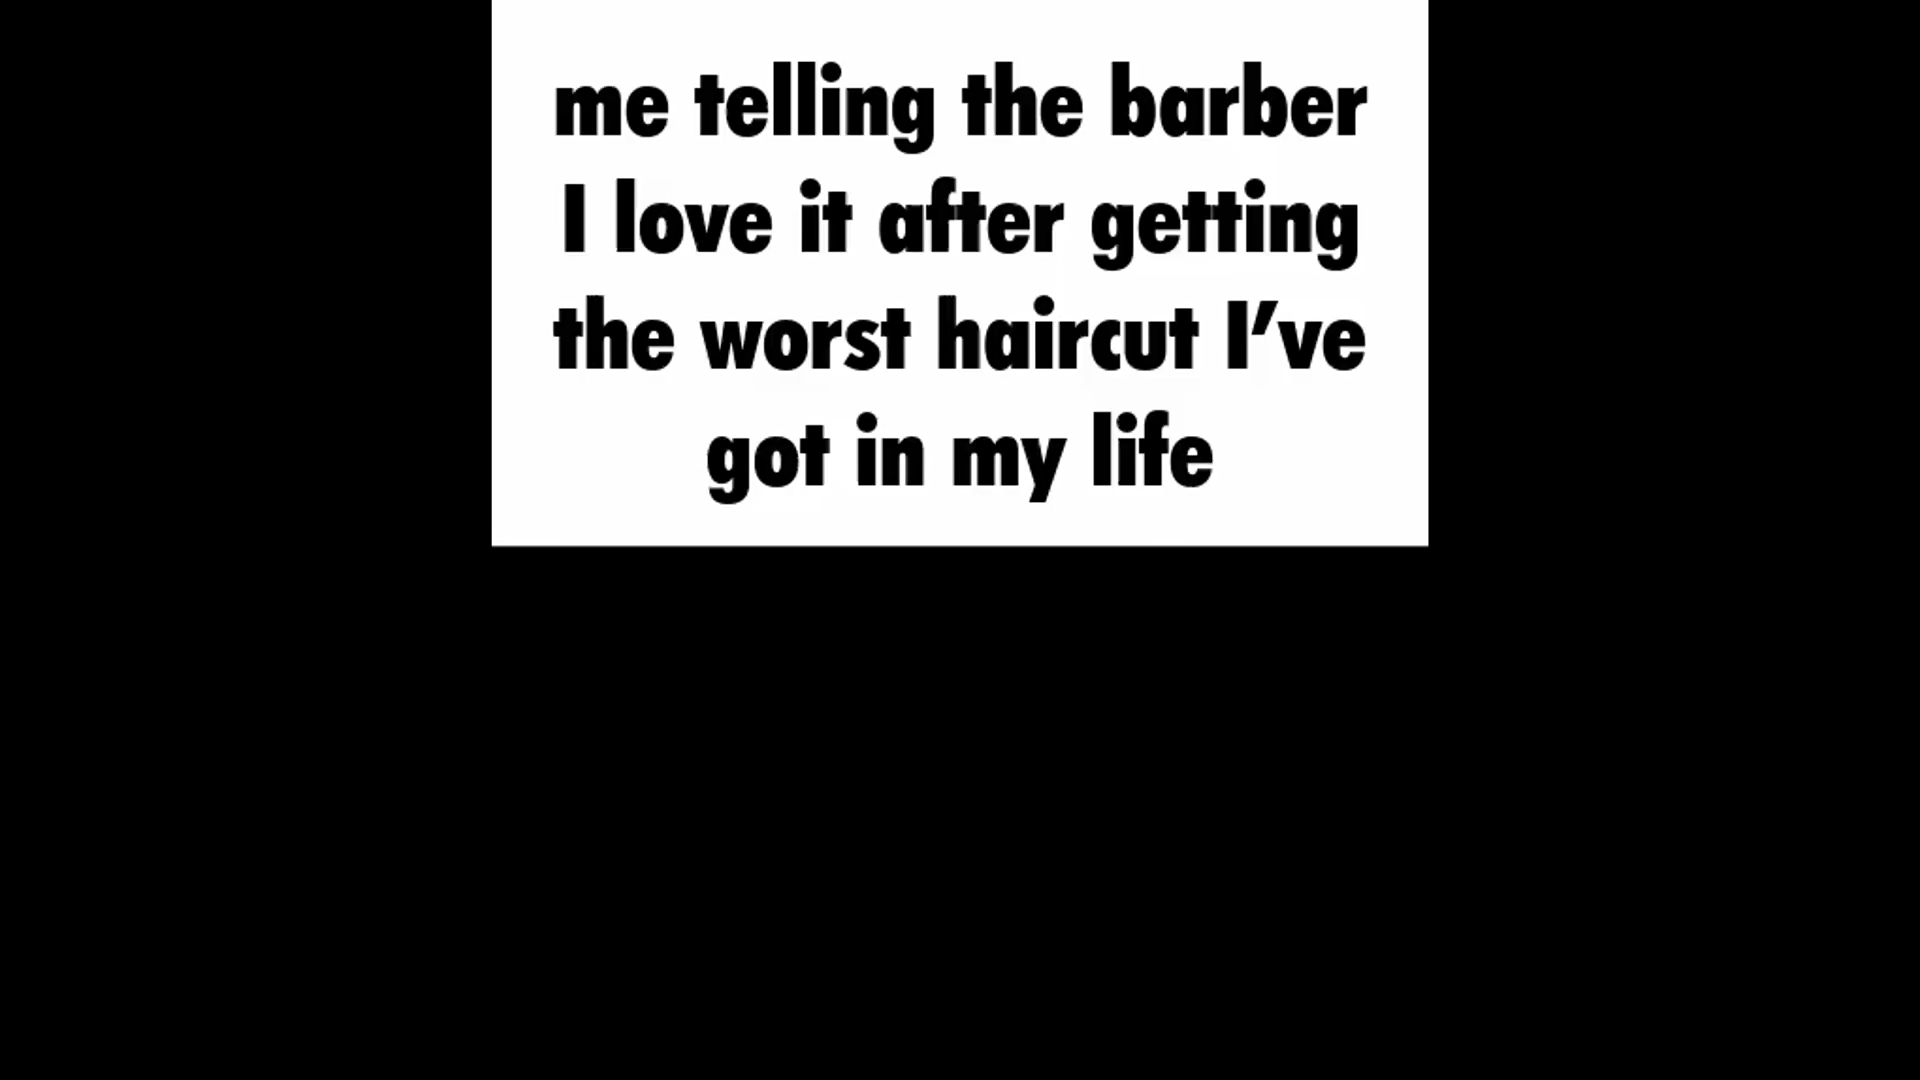 me telling the barber
I love it after getting
the worst haircut I’ve
got in my life